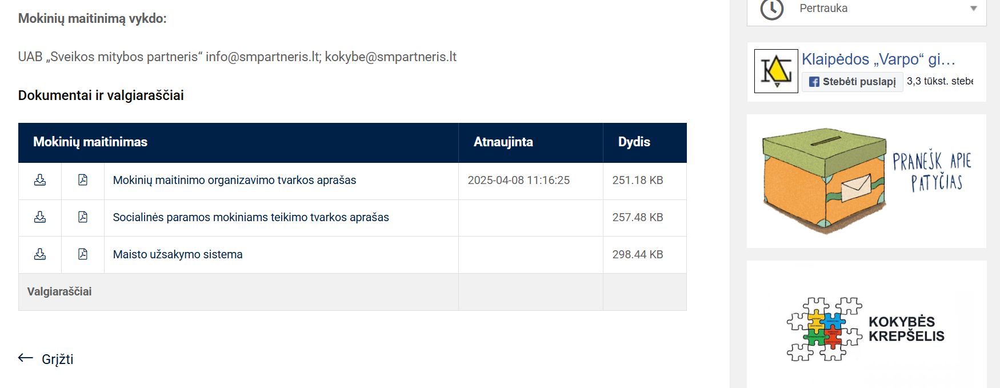 Mokinių maitinimą vykdo:
UAB „Sveikos mitybos partneris“ info@smpartneris.lt; kokybe@smpartneris.lt
Dokumentai ir valgiaraščiai
Mokinių maitinimas Atnaujinta Dydis
Mokinių maitinimo organizavimo tvarkos aprašas 2025-04-08 11:16:25 251.18 KB
Socialinės paramos mokiniams teikimo tvarkos aprašas 257.48 KB
Maisto užsakymo sistema 298.44 KB
Valgiaraščiai
Grįžti
Pertrauka
Klaipėdos „Varpo“ gi...
Stebėti puslapį 3,3 tūkst. stebė
PRANEŠK APIE
PATYČIAS
KOKYBĖS
KREPŠELIS